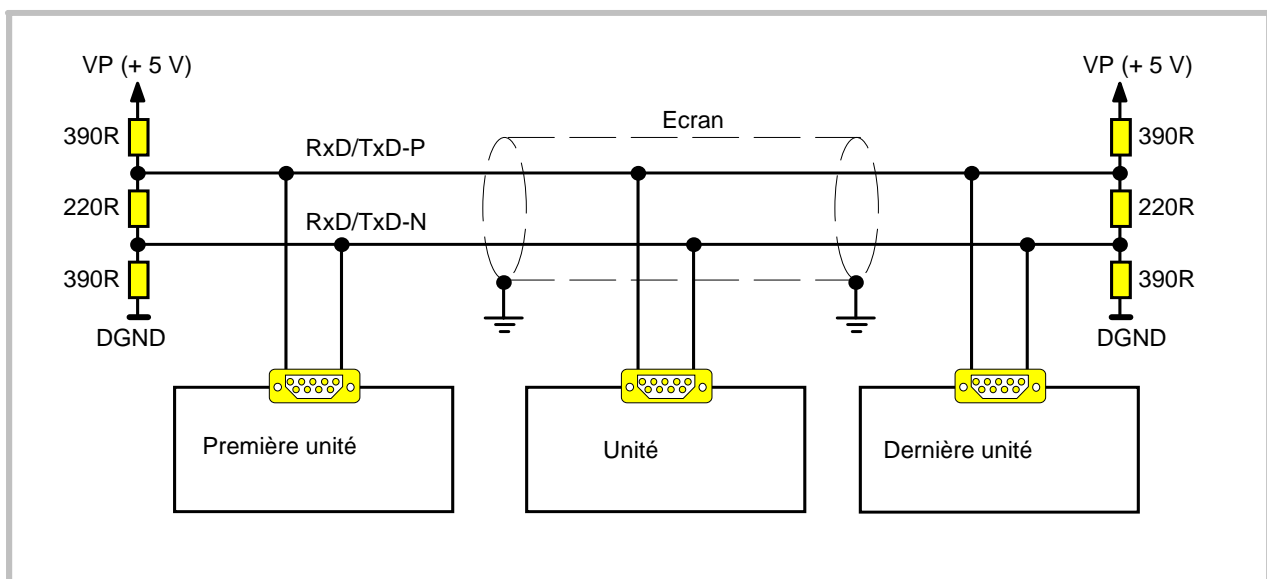 VP (+ 5 V) VP (+ 5 V)
Ecran
390R 390R
RxD/TxD-P
220R 220R
RxD/TxD-N
390R 390R
DGND DGND
Première unité Unité Dernière unité